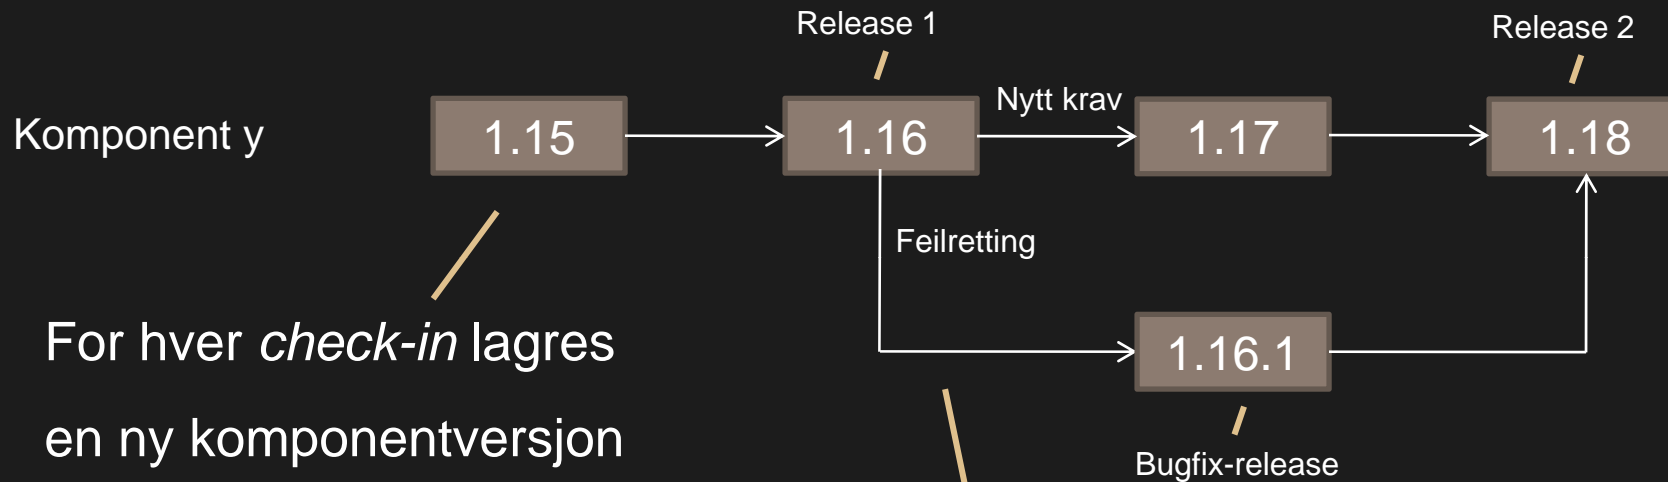 Release 1
Release 2
Komponent y
1.15
1.16
Nytt krav
1.17
1.18
Feilretting
For hver check-in lagres
en ny komponentversjon
1.16.1
Bugfix-release